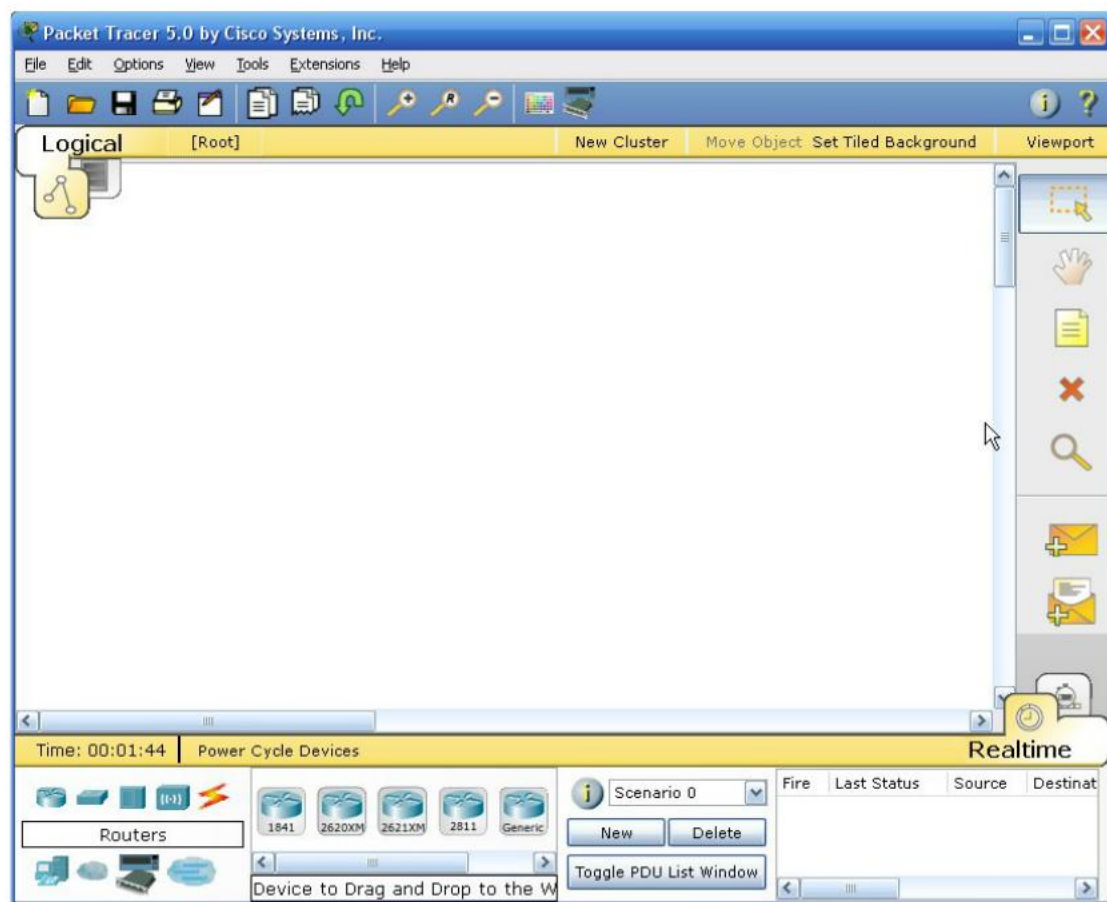 Packet Tracer 5.0 by Cisco Systems, Inc.
File Edit Options View Tools Extensions Help
Logical [Root] New Cluster Move Object Set Tiled Background Viewport
Time: 00:01:44 Power Cycle Devices Realtime
Routers
1841 2620XM 2621XM 2811 Generic
Device to Drag and Drop to the W
Scenario 0
New Delete
Toggle PDU List Window
Fire Last Status Source Destinat